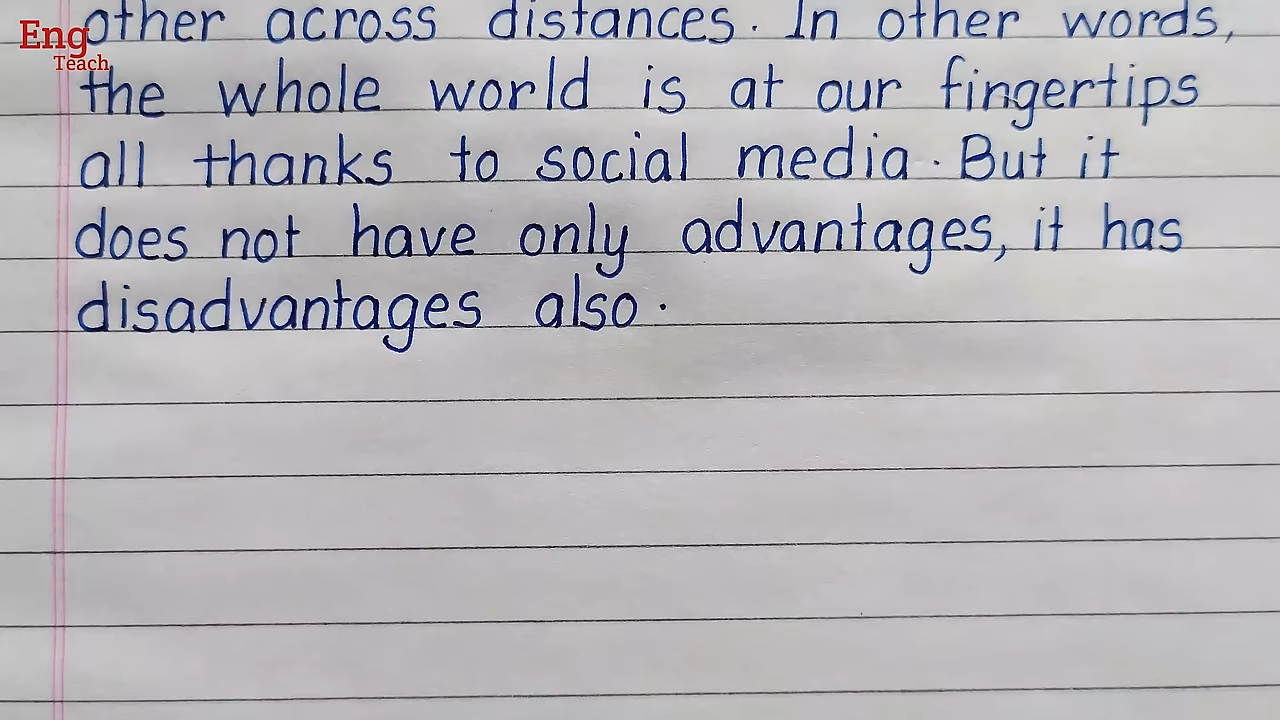 Eng
Teach
other across distances. In other words,
the whole world is at our fingertips
all thanks to social media. But it
does not have only advantages, it has
disadvantages also.